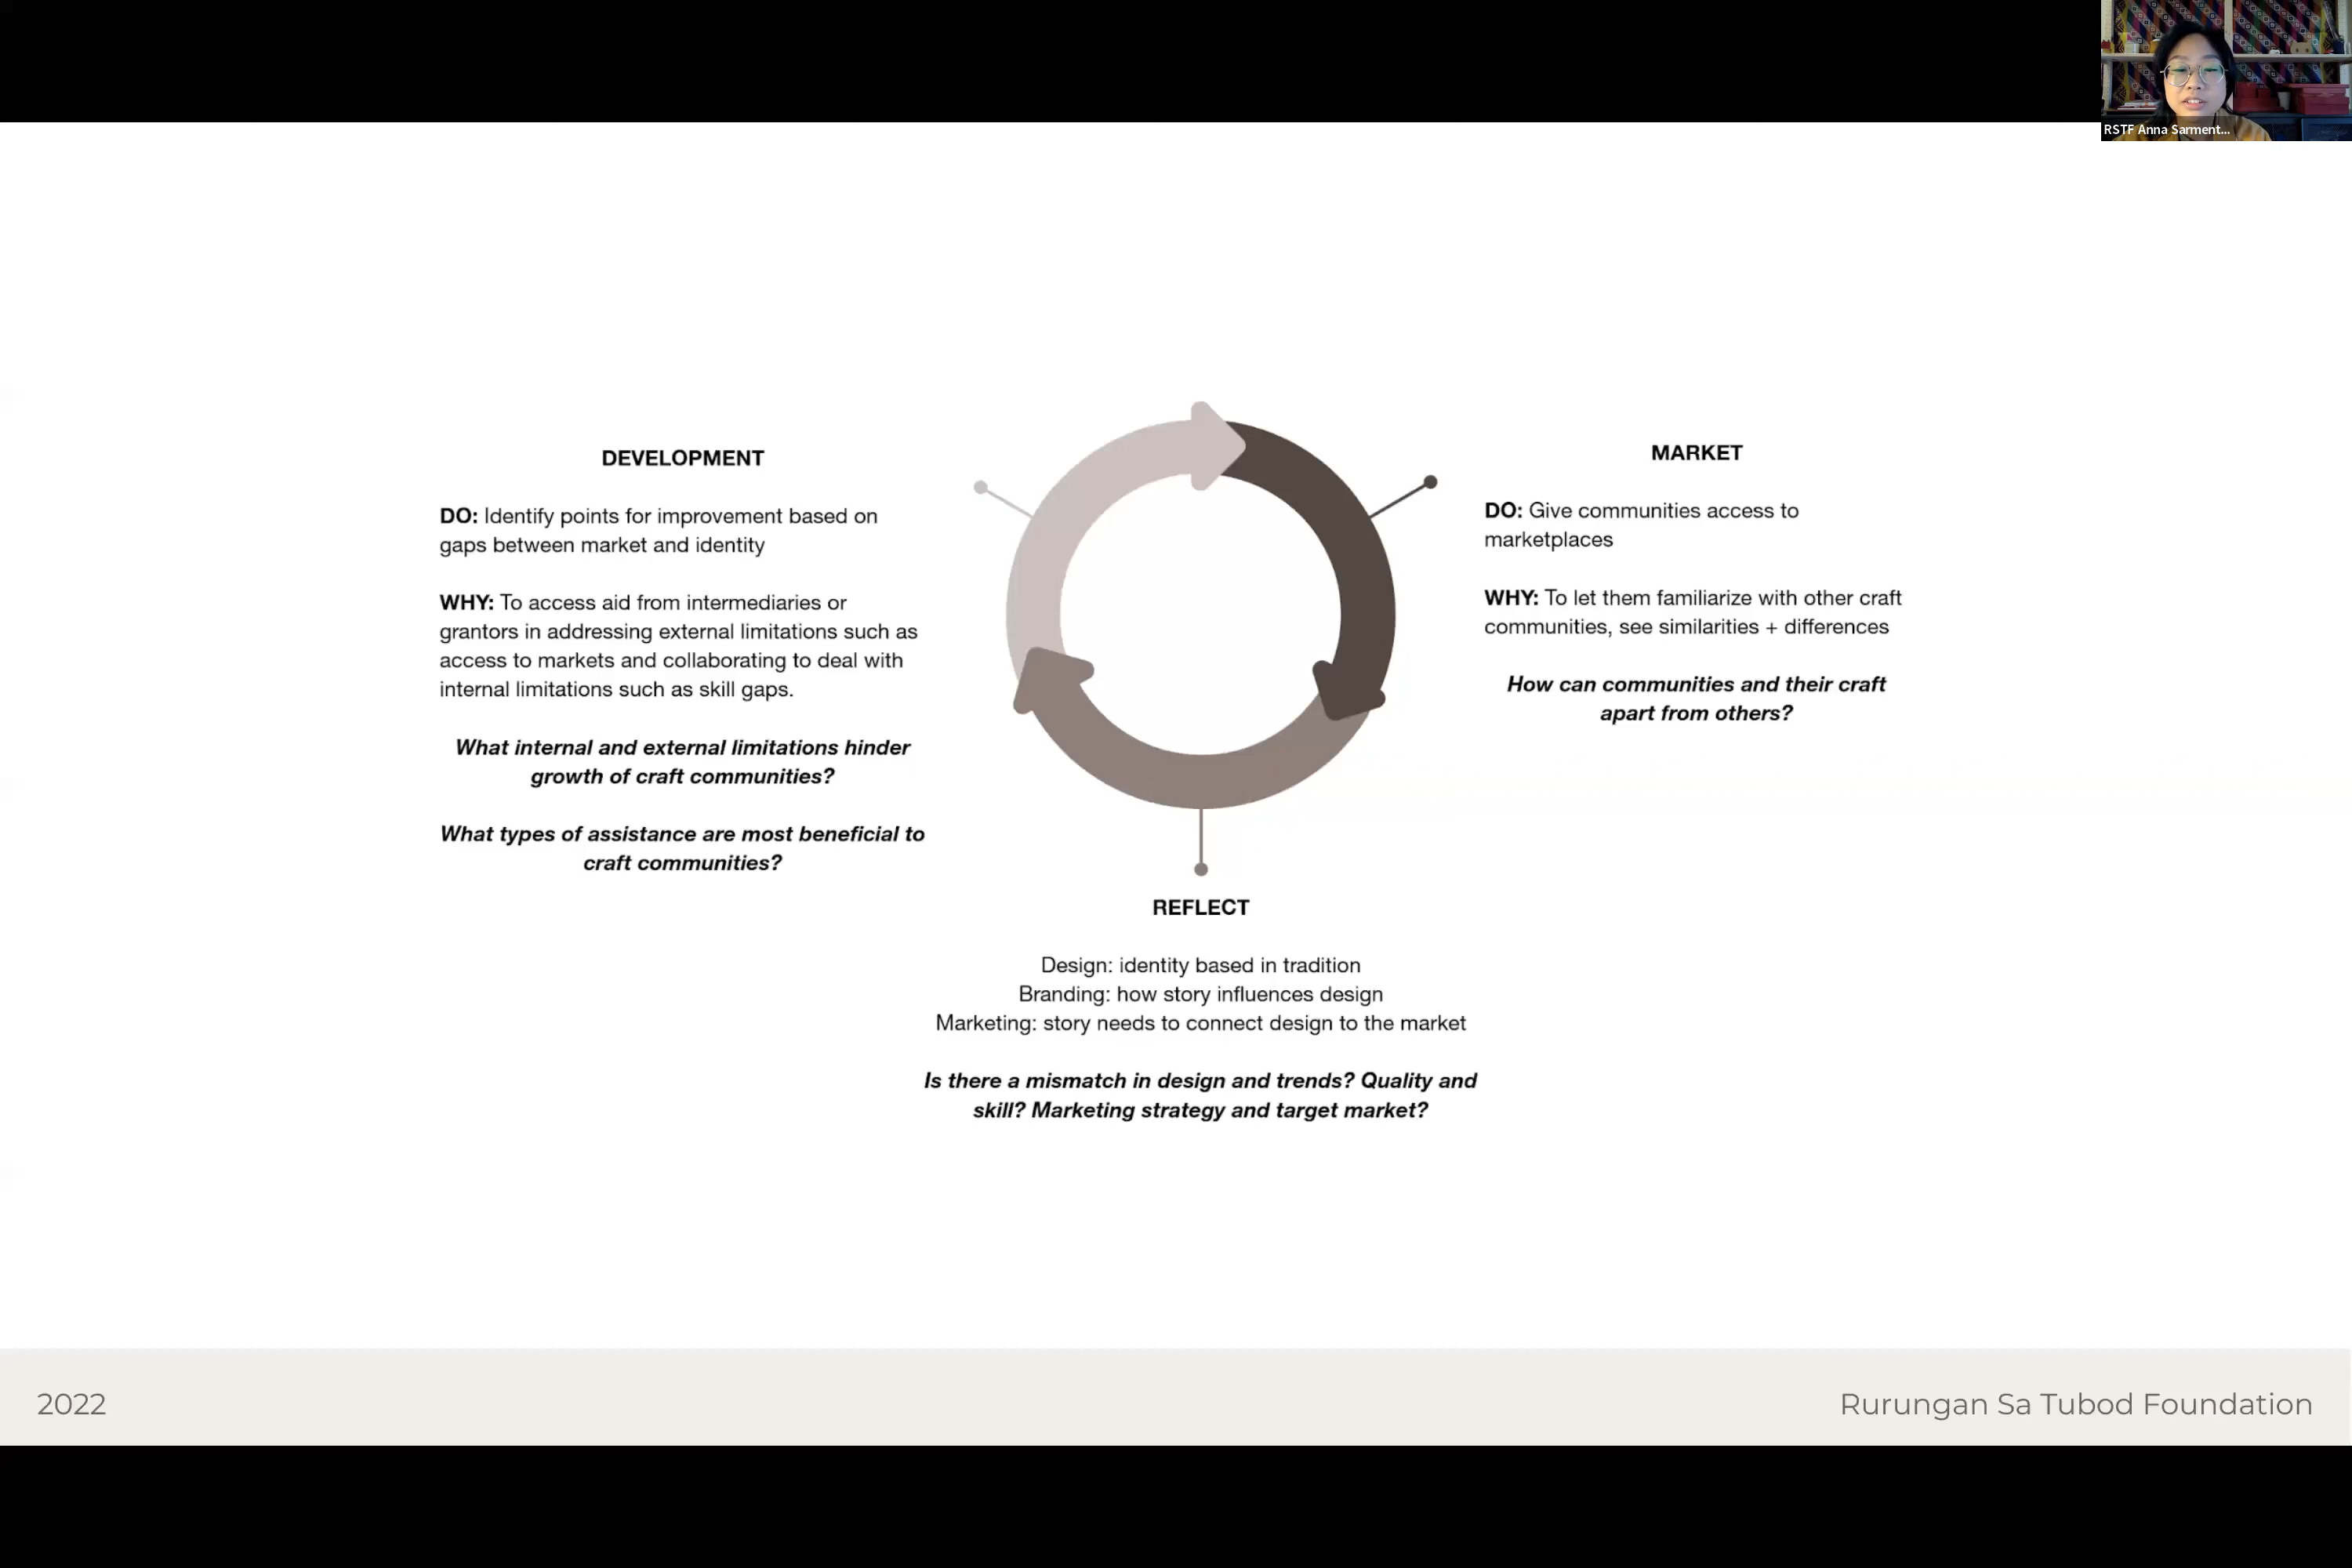 RSTF Anna Sarment...
DEVELOPMENT
DO: Identify points for improvement based on
gaps between market and identity
WHY: To access aid from intermediaries or
grantors in addressing external limitations such as
access to markets and collaborating to deal with
internal limitations such as skill gaps.
What internal and external limitations hinder
growth of craft communities?
What types of assistance are most beneficial to
craft communities?
MARKET
DO: Give communities access to
marketplaces
WHY: To let them familiarize with other craft
communities, see similarities + differences
How can communities and their craft
apart from others?
REFLECT
Design: identity based in tradition
Branding: how story influences design
Marketing: story needs to connect design to the market
Is there a mismatch in design and trends? Quality and
skill? Marketing strategy and target market?
2022
Rurungan Sa Tubod Foundation